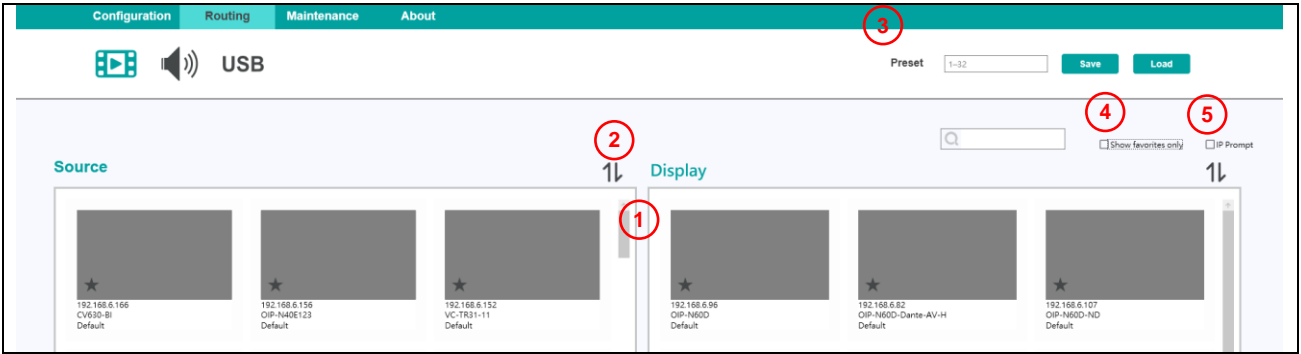 Configuration Routing Maintenance About
3
USB
Preset 1~32 Save Load
4 5
2
Show favorites only IP Prompt
Source Display
1
192.168.6.166 192.168.6.156 192.168.6.152 192.168.6.96 192.168.6.82 192.168.6.107
CV630-BI OIP-N40E123 VC-TR31-11 OIP-N60D OIP-N60D-Dante-AV-H OIP-N60D-ND
Default Default Default Default Default Default